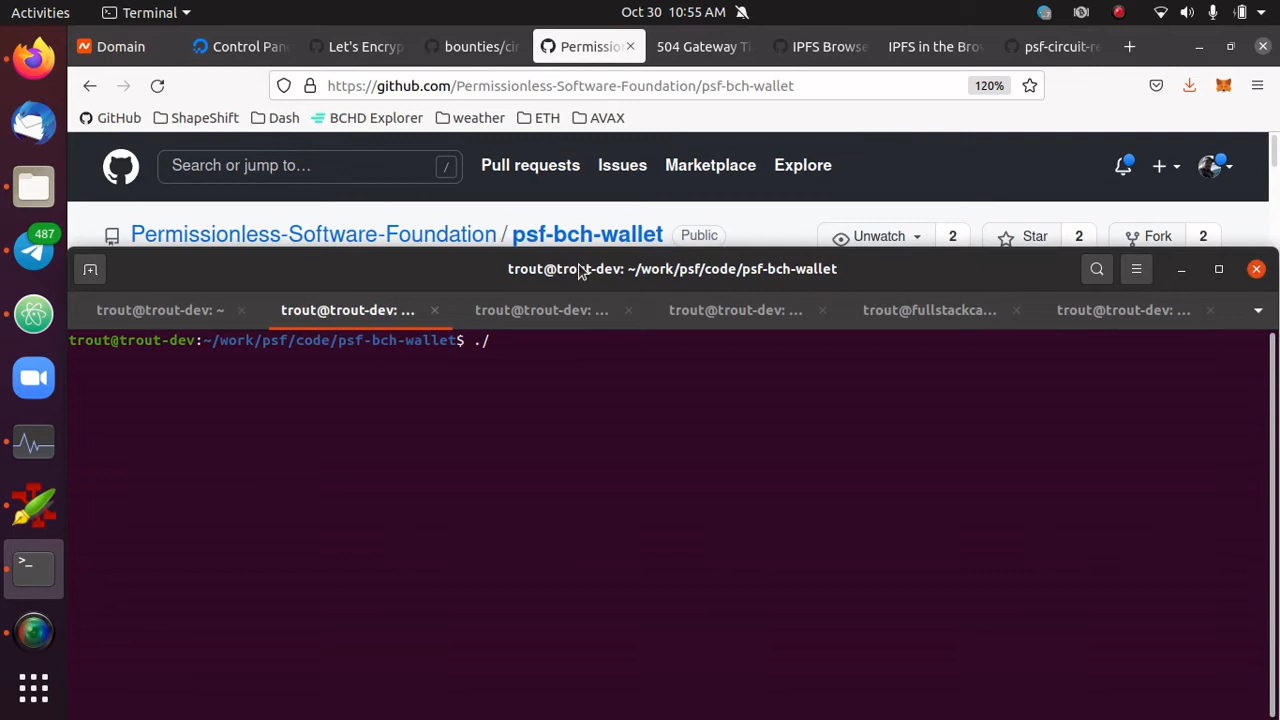 Activities Terminal Oct 30 10:55 AM
Domain Control Pan Let's Encryp bounties/cir Permissio 504 Gateway Ti IPFS Browse IPFS in the Bro psf-circuit-re
https://github.com/Permissionless-Software-Foundation/psf-bch-wallet 120%
GitHub ShapeShift Dash BCHD Explorer weather ETH AVAX
Search or jump to… / Pull requests Issues Marketplace Explore
487
Permissionless-Software-Foundation / psf-bch-wallet Public Unwatch 2 Star 2 Fork 2
trout@trout-dev: ~/work/psf/code/psf-bch-wallet
trout@trout-dev: ~ trout@trout-dev: ... trout@trout-dev: ... trout@trout-dev: ... trout@fullstackca... trout@trout-dev: ...
trout@trout-dev:~/work/psf/code/psf-bch-wallet$ ./
>_